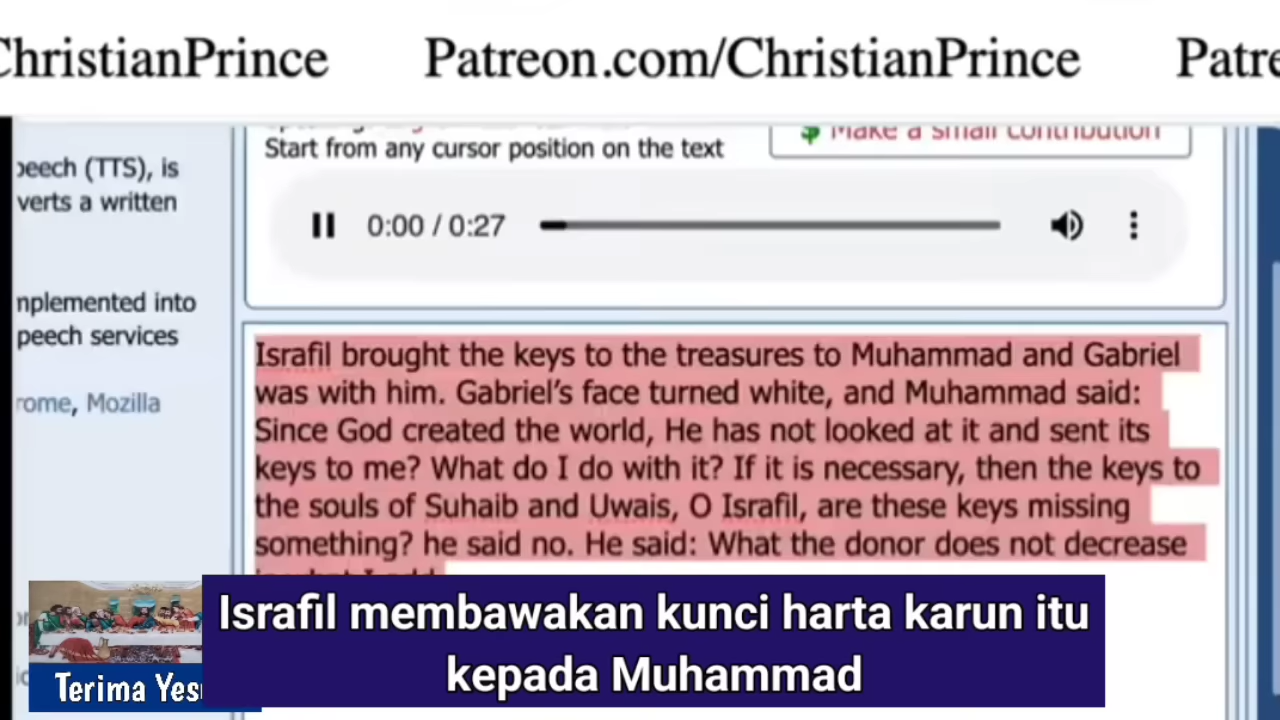 ChristianPrince Patreon.com/ChristianPrince Patre
Start from any cursor position on the text
Make a small contribution
peech (TTS), is
verts a written
0:00 / 0:27
nplemented into
peech services
rome, Mozilla
Israfil brought the keys to the treasures to Muhammad and Gabriel
was with him. Gabriel's face turned white, and Muhammad said:
Since God created the world, He has not looked at it and sent its
keys to me? What do I do with it? If it is necessary, then the keys to
the souls of Suhaib and Uwais, O Israfil, are these keys missing
something? he said no. He said: What the donor does not decrease
Israfil membawakan kunci harta karun itu
kepada Muhammad
Terima Yes